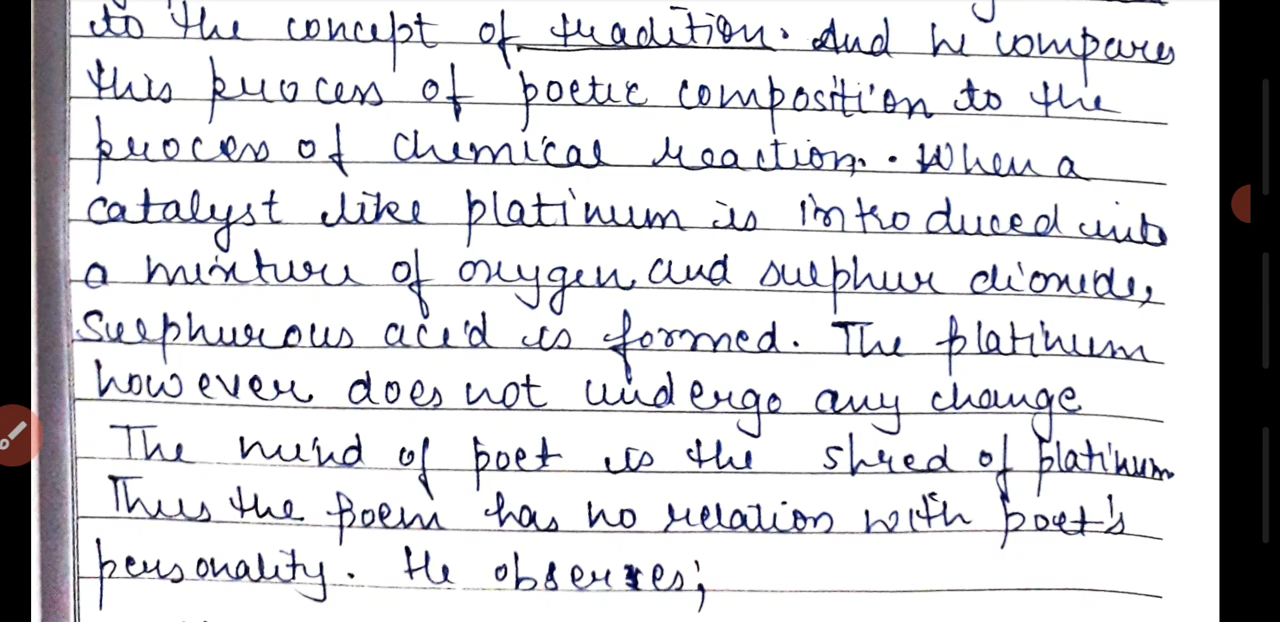 to the concept of tradition. And he compares
this process of poetic composition to the
process of chemical reaction. When a
catalyst like platinum is introduced into
a mixture of oxygen and sulphur dioxide,
Sulphurous acid is formed. The platinum
however does not undergo any change
The mind of poet is the shred of platinum
Thus the poem has no relation with poet's
personality. He observes;